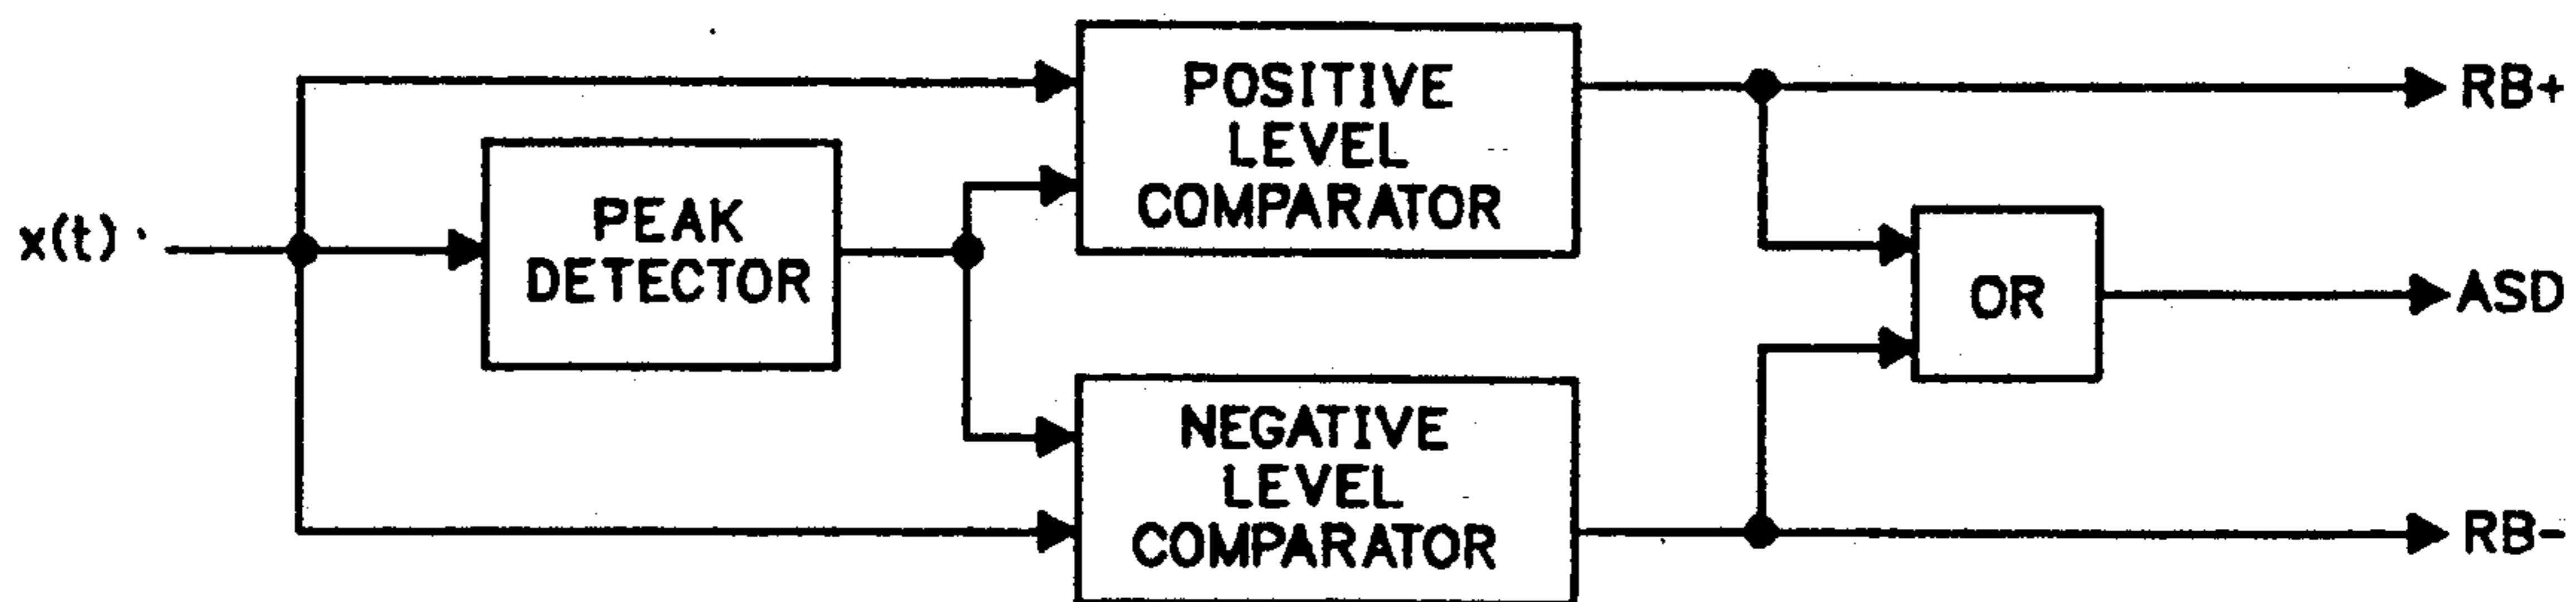 x(t)
PEAK
DETECTOR
POSITIVE
LEVEL
COMPARATOR
NEGATIVE
LEVEL
COMPARATOR
OR
RB+
ASD
RB-